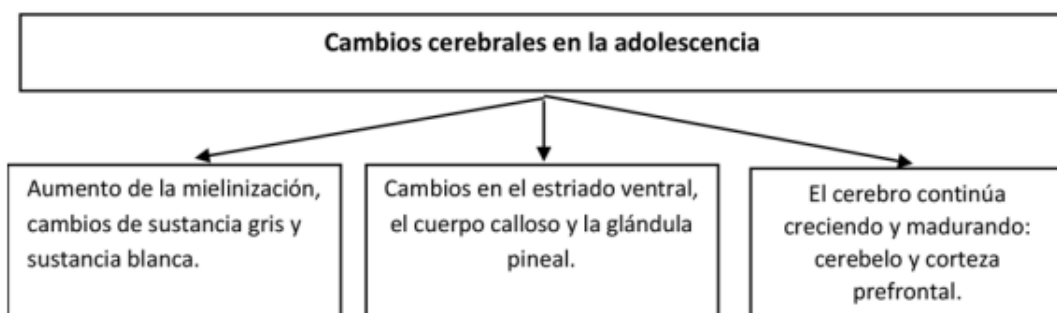 Cambios cerebrales en la adolescencia
Aumento de la mielinización,
cambios de sustancia gris y
sustancia blanca.
Cambios en el estriado ventral,
el cuerpo calloso y la glándula
pineal.
El cerebro continúa
creciendo y madurando:
cerebelo y corteza
prefrontal.